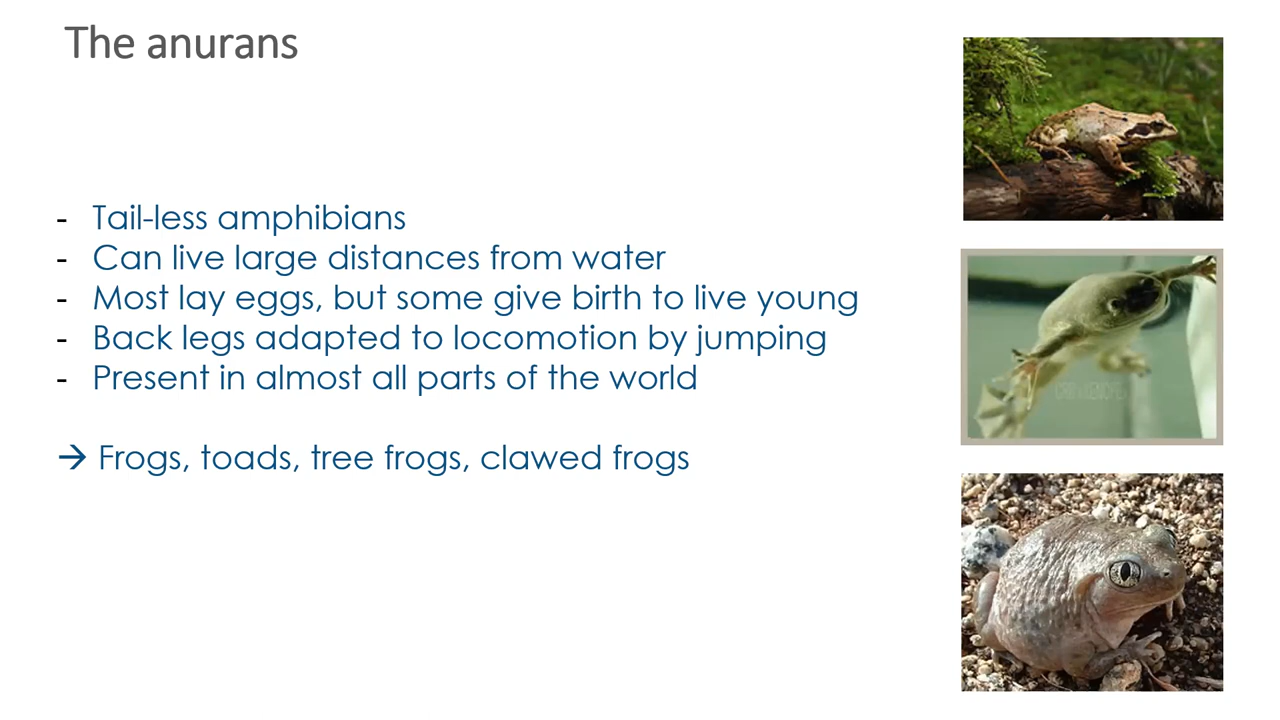 The anurans
- Tail-less amphibians
- Can live large distances from water
- Most lay eggs, but some give birth to live young
- Back legs adapted to locomotion by jumping
- Present in almost all parts of the world
→ Frogs, toads, tree frogs, clawed frogs